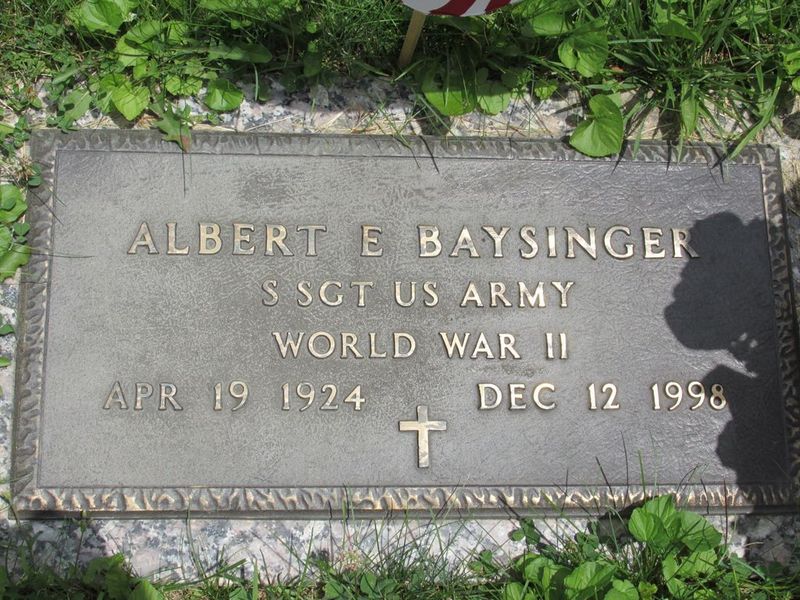 ALBERT E BAYSINGER
S SGT US ARMY
WORLD WAR II
APR 19 1924 DEC 12 1998